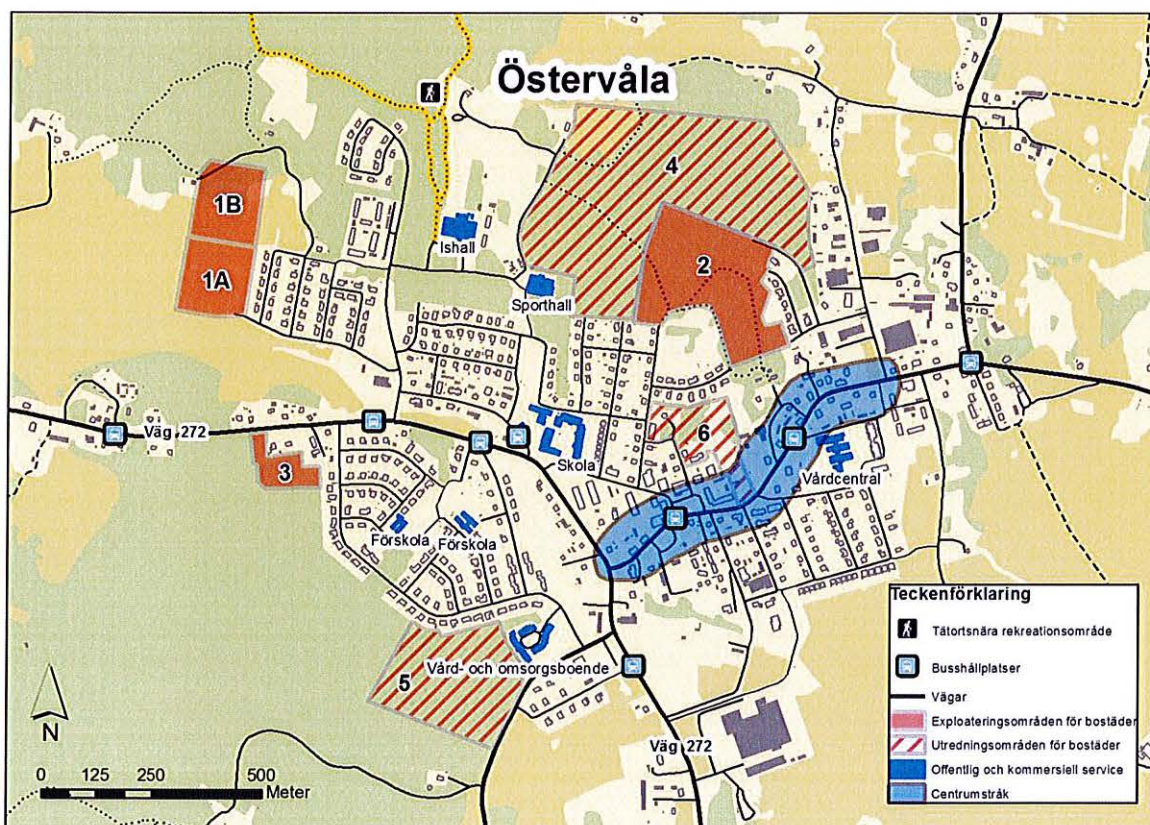 Östervåla
4
1B
2
Ishall
1A
Sporthall
Väg 272
6
Skola
3
Vårdcentral
Förskola
Förskola
Vård- och omsorgsboende
5
Väg 272
N
0 125 250 500
Meter
Teckenförklaring
Tätortsnära rekreationsområde
Busshållplatser
Vägar
Exploateringsområden för bostäder
Utredningsområden för bostäder
Offentlig och kommersiell service
Centrumstråk